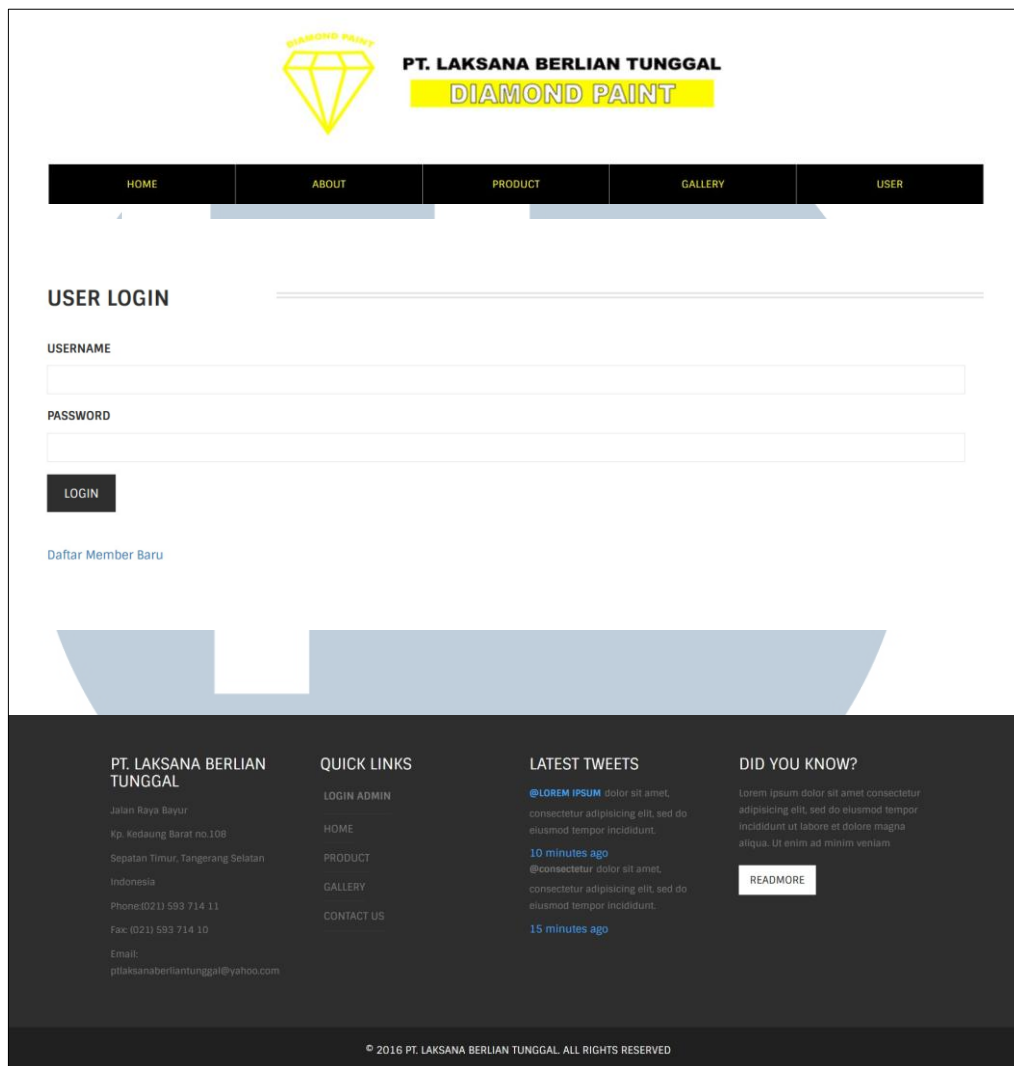 DIAMOND PAINT
PT. LAKSANA BERLIAN TUNGGAL
DIAMOND PAINT
HOME
ABOUT
PRODUCT
GALLERY
USER
USER LOGIN
USERNAME
PASSWORD
LOGIN
Daftar Member Baru
PT. LAKSANA BERLIAN
TUNGGAL
Jalan Raya Bayur
Kp. Kedaung Barat no.108
Sepatan Timur, Tangerang Selatan
Indonesia
Phone:(021) 593 714 11
Fax: (021) 593 714 10
Email:
ptlaksanaberliantunggal@yahoo.com
QUICK LINKS
LOGIN ADMIN
HOME
PRODUCT
GALLERY
CONTACT US
LATEST TWEETS
@LOREM IPSUM dolor sit amet,
consectetur adipisicing elit, sed do
eiusmod tempor incididunt.
10 minutes ago
@consectetur dolor sit amet,
consectetur adipisicing elit, sed do
eiusmod tempor incididunt.
15 minutes ago
DID YOU KNOW?
Lorem ipsum dolor sit amet consectetur
adipisicing elit, sed do eiusmod tempor
incididunt ut labore et dolore magna
aliqua. Ut enim ad minim veniam
READMORE
© 2016 PT. LAKSANA BERLIAN TUNGGAL. ALL RIGHTS RESERVED